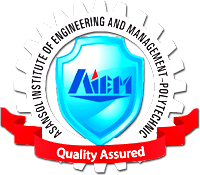 ASANSOL INSTITUTE OF ENGINEERING AND MANAGEMENT-POLYTECHNIC
AIEM
Quality Assured